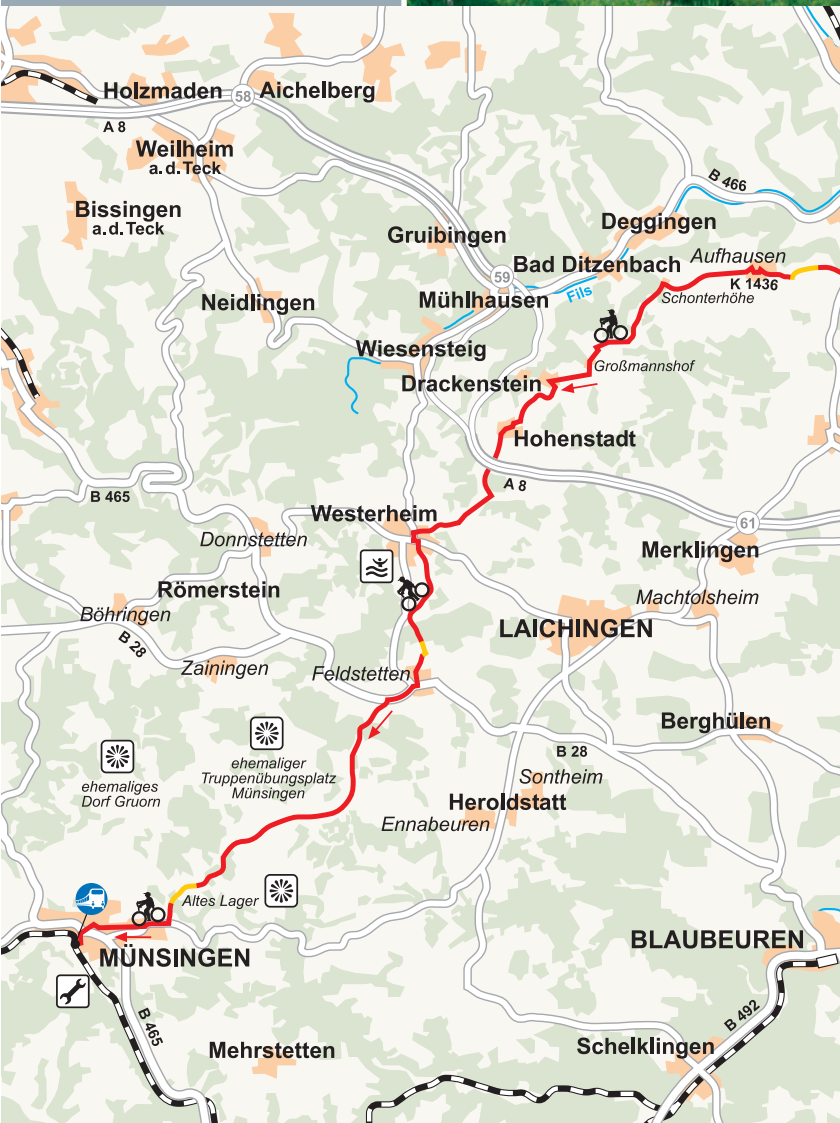 Holzmaden
58
Aichelberg
A 8
Weilheim
a.d.Teck
B 466
Bissingen
a.d.Teck
Deggingen
Gruibingen
Aufhausen
Bad Ditzenbach
59
K 1436
Fils
Schonterhöhe
Neidlingen
Mühlhausen
Wiesensteig
Großmannshof
Drackenstein
Hohenstadt
A 8
B 465
Westerheim
61
Donnstetten
Merklingen
Römerstein
Machtolsheim
Böhringen
LAICHINGEN
B 28
Zainingen
Feldstetten
Berghülen
B 28
ehemaliger
Truppenübungsplatz
Münsingen
ehemaliges
Dorf Gruorn
Sontheim
Heroldstatt
Ennabeuren
Altes Lager
BLAUBEUREN
MÜNSINGEN
B 465
B 492
Mehrstetten
Schelklingen